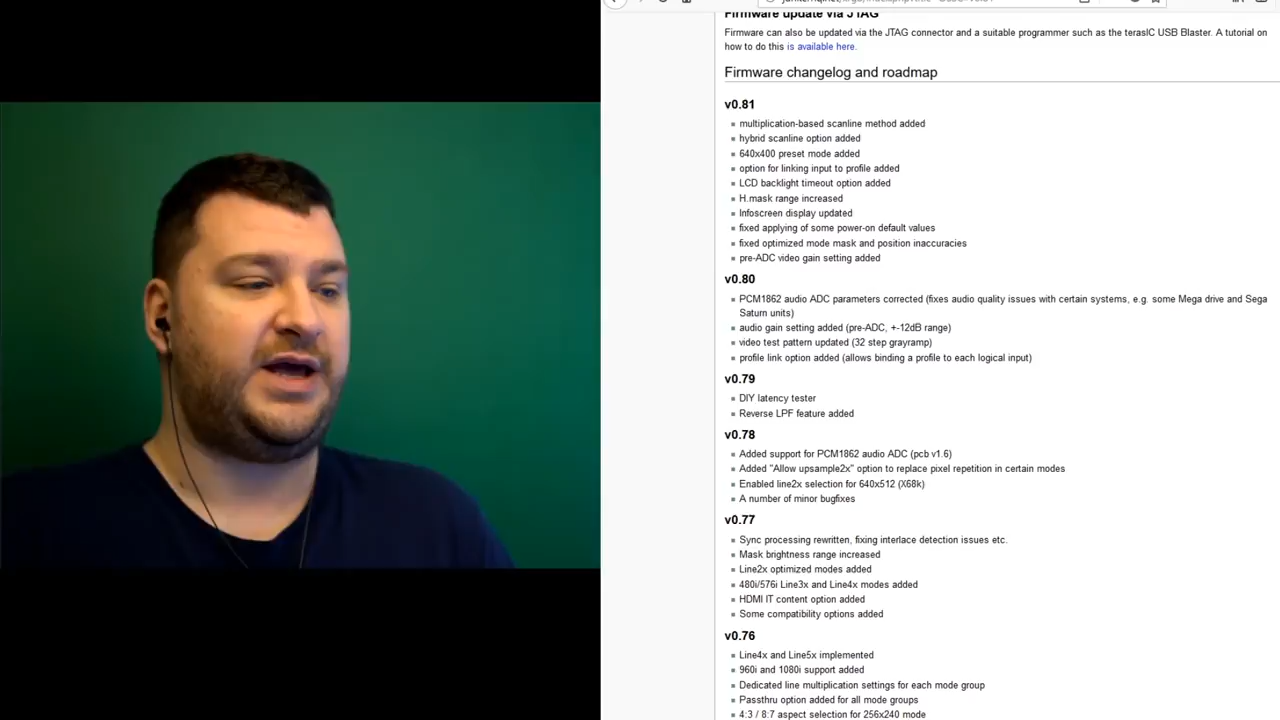 Firmware update via JTAG
Firmware can also be updated via the JTAG connector and a suitable programmer such as the terasIC USB Blaster. A tutorial on
how to do this is available here.
Firmware changelog and roadmap
v0.81
multiplication-based scanline method added
hybrid scanline option added
640x400 preset mode added
option for linking input to profile added
LCD backlight timeout option added
H.mask range increased
Infoscreen display updated
fixed applying of some power-on default values
fixed optimized mode mask and position inaccuracies
pre-ADC video gain setting added
v0.80
PCM1862 audio ADC parameters corrected (fixes audio quality issues with certain systems, e.g. some Mega drive and Sega
Saturn units)
audio gain setting added (pre-ADC, +-12dB range)
video test pattern updated (32 step grayramp)
profile link option added (allows binding a profile to each logical input)
v0.79
DIY latency tester
Reverse LPF feature added
v0.78
Added support for PCM1862 audio ADC (pcb v1.6)
Added "Allow upsample2x" option to replace pixel repetition in certain modes
Enabled line2x selection for 640x512 (X68k)
A number of minor bugfixes
v0.77
Sync processing rewritten, fixing interlace detection issues etc.
Mask brightness range increased
Line2x optimized modes added
480i/576i Line3x and Line4x modes added
HDMI IT content option added
Some compatibility options added
v0.76
Line4x and Line5x implemented
960i and 1080i support added
Dedicated line multiplication settings for each mode group
Passthru option added for all mode groups
4:3 / 8:7 aspect selection for 256x240 mode